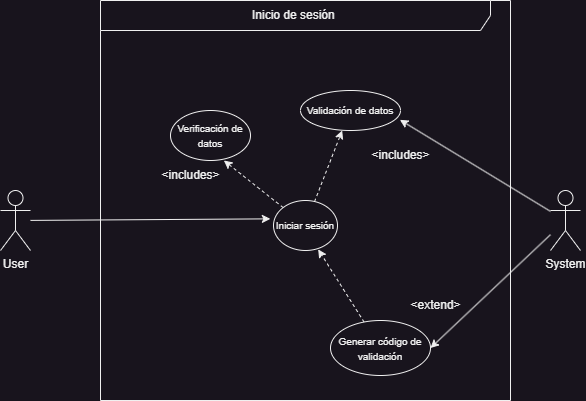 Inicio de sesión
Validación de datos
Verificación de
datos
<includes>
<includes>
Iniciar sesión
User
System
<extend>
Generar código de
validación